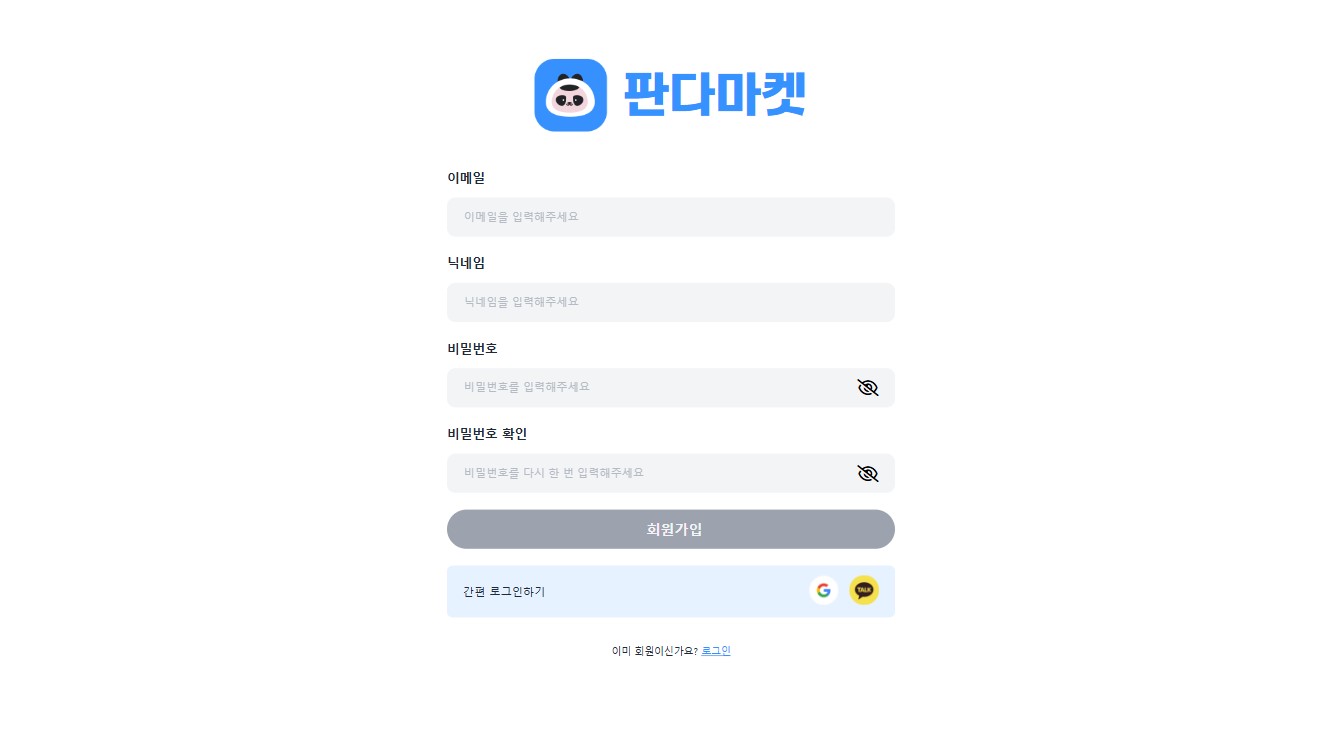 판다마켓
이메일
이메일을 입력해주세요
닉네임
닉네임을 입력해주세요
비밀번호
비밀번호를 입력해주세요
비밀번호 확인
비밀번호를 다시 한 번 입력해주세요
회원가입
간편 로그인하기
G
TALK
이미 회원이신가요? 로그인